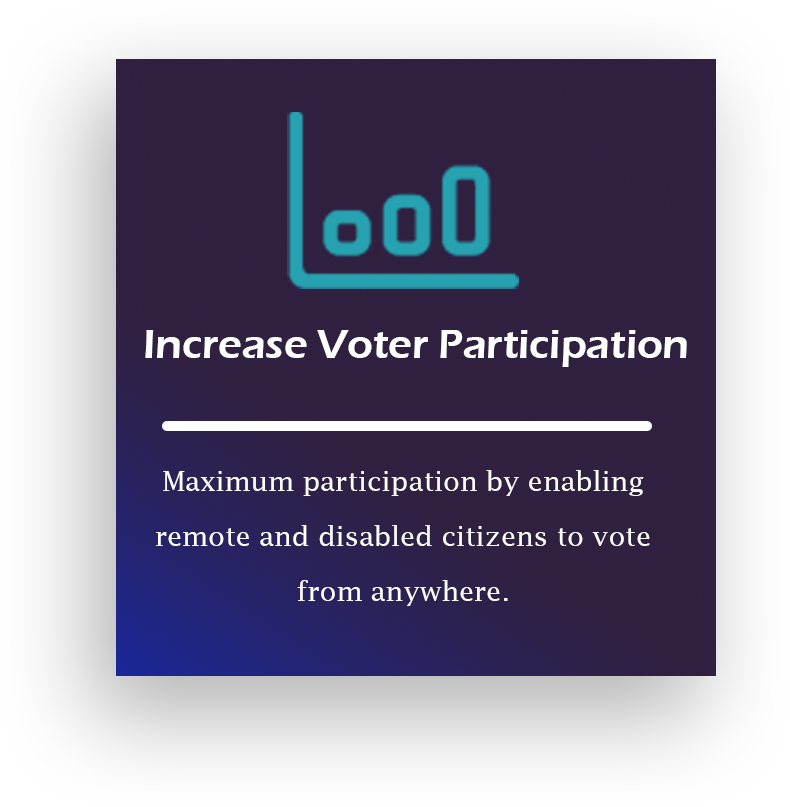 Increase Voter Participation
Maximum participation by enabling
remote and disabled citizens to vote
from anywhere.